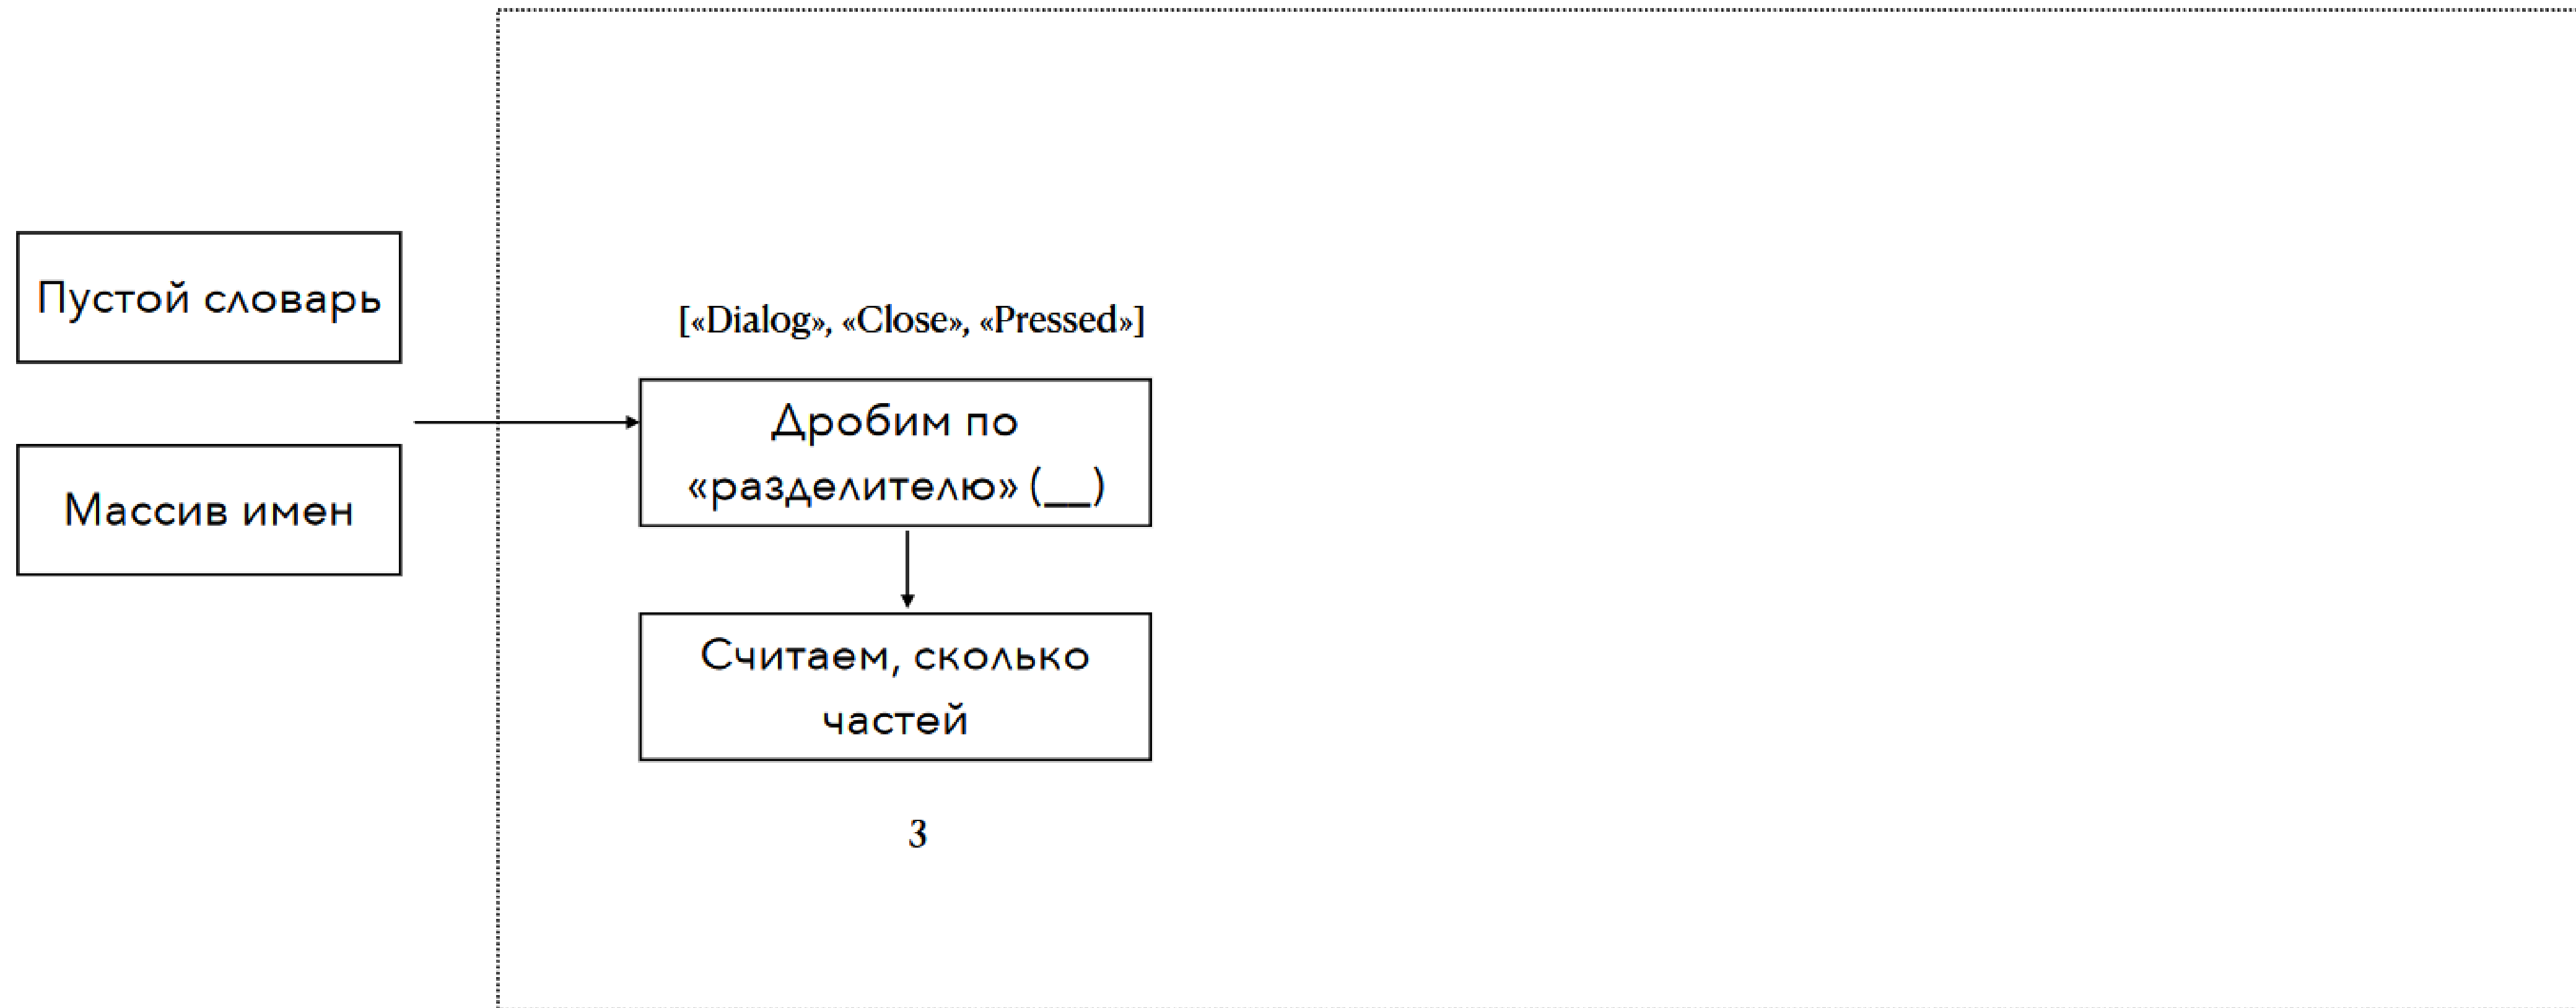 Пустой словарь
Массив имен
[«Dialog», «Close», «Pressed»]
Дробим по
«разделителю» (__)
Считаем, сколько
частей
3